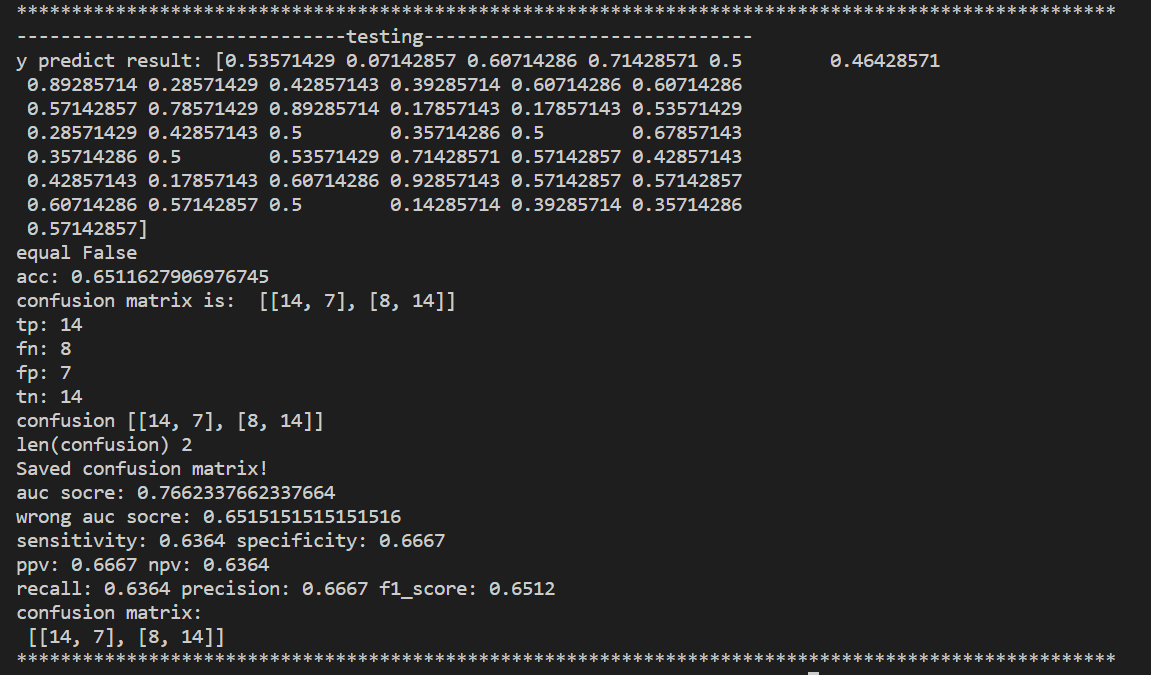 ****************************************************************************************************
------------------------------testing------------------------------
y predict result: [0.53571429 0.07142857 0.60714286 0.71428571 0.5        0.46428571
 0.89285714 0.28571429 0.42857143 0.39285714 0.60714286 0.60714286
 0.57142857 0.78571429 0.89285714 0.17857143 0.17857143 0.53571429
 0.28571429 0.42857143 0.5        0.35714286 0.5        0.67857143
 0.35714286 0.5        0.53571429 0.71428571 0.57142857 0.42857143
 0.42857143 0.17857143 0.60714286 0.92857143 0.57142857 0.57142857
 0.60714286 0.57142857 0.5        0.14285714 0.39285714 0.35714286
 0.57142857]
equal False
acc: 0.6511627906976745
confusion matrix is:  [[14, 7], [8, 14]]
tp: 14
fn: 8
fp: 7
tn: 14
confusion [[14, 7], [8, 14]]
len(confusion) 2
Saved confusion matrix!
auc socre: 0.7662337662337664
wrong auc socre: 0.6515151515151516
sensitivity: 0.6364 specificity: 0.6667
ppv: 0.6667 npv: 0.6364
recall: 0.6364 precision: 0.6667 f1_score: 0.6512
confusion matrix:
 [[14, 7], [8, 14]]
****************************************************************************************************